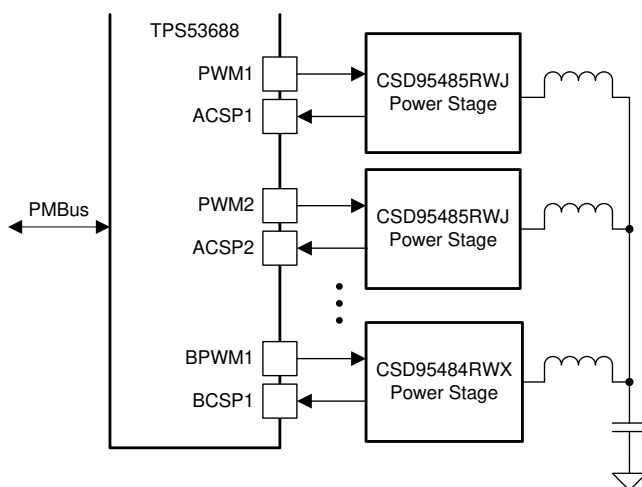 TPS53688
PWM1
CSD95485RWJ
Power Stage
ACSP1
PWM2
CSD95485RWJ
Power Stage
PMBus
ACSP2
BPWM1
CSD95484RWX
Power Stage
BCSP1